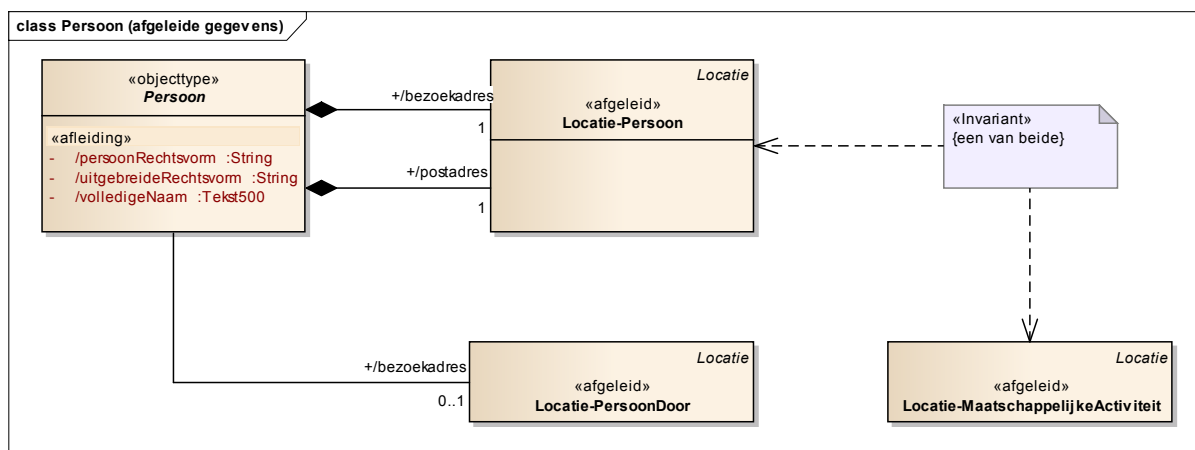 class Persoon (afgeleide gegevens)
«objecttype»
Persoon
«afleiding»
- /persoonRechtsvorm :String
- /uitgebreideRechtsvorm :String
- /volledigeNaam :Tekst500
+/bezoekadres
1
+/postadres
1
Locatie
«afgeleid»
Locatie-Persoon
«Invariant»
{een van beide}
+/bezoekadres
0..1
Locatie
«afgeleid»
Locatie-PersoonDoor
Locatie
«afgeleid»
Locatie-MaatschappelijkeActiviteit